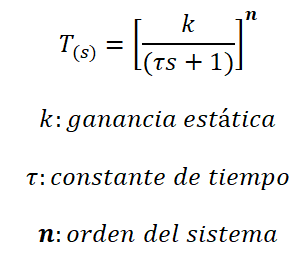 T(s) = [k / (τs + 1)]ⁿ
k: ganancia estática
τ: constante de tiempo
n: orden del sistema